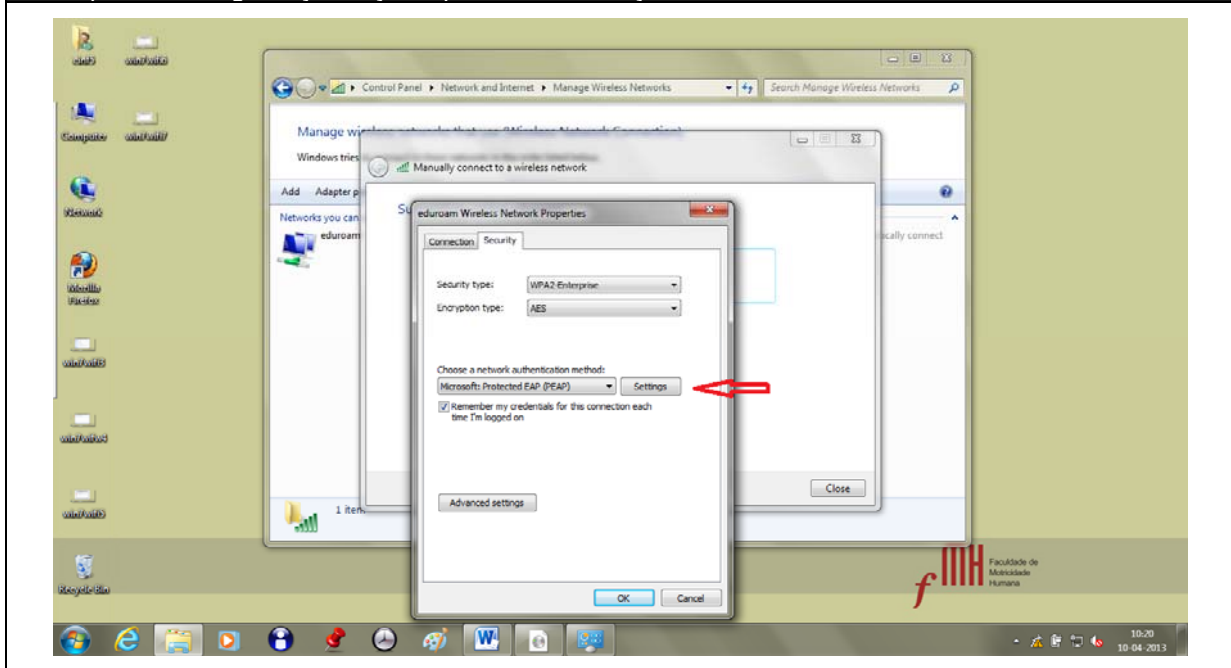 Control Panel ▸ Network and Internet ▸ Manage Wireless Networks
Search Manage Wireless Networks
Computer
Manage
Windows tries
Manually connect to a wireless network
Add Adapter p
Network
Networks you can
eduroam
ically connect
eduroam Wireless Network Properties
Connection Security
Security type: WPA2-Enterprise
Encryption type: AES
Mozilla
Firefox
Choose a network authentication method:
Microsoft: Protected EAP (PEAP) Settings
Remember my credentials for this connection each
time I'm logged on
Advanced settings
Close
1 item
OK Cancel
Recycle Bin
fMH
Faculdade de
Motricidade
Humana
W
10:20
10-04-2013